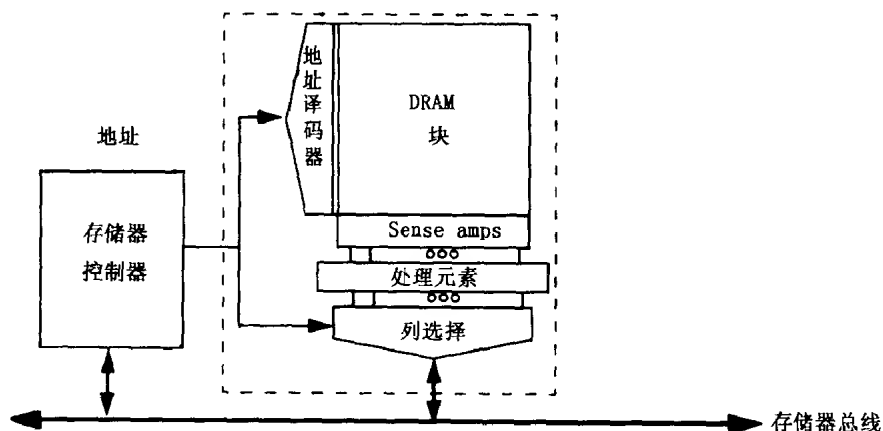 地址译码器
DRAM
块
地址
存储器
控制器
Sense amps
处理元素
列选择
存储器总线